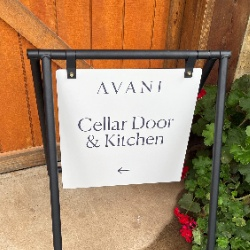 AVANI
Cellar Door
& Kitchen
←